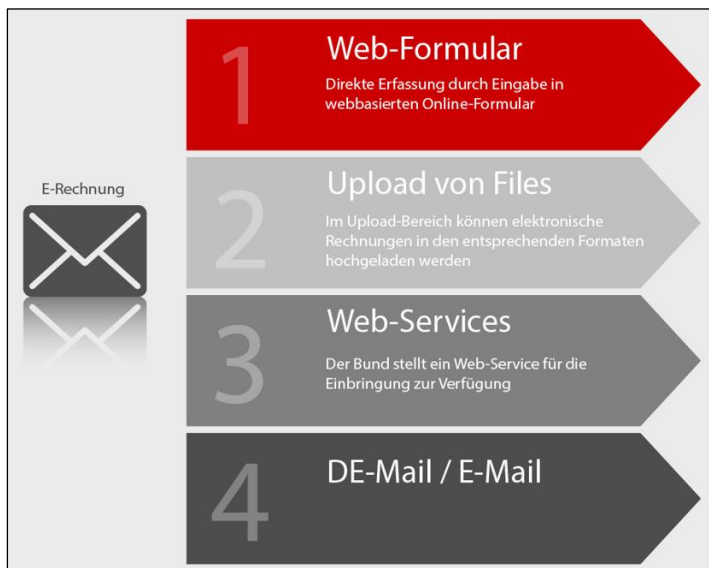 E-Rechnung
1
Web-Formular
Direkte Erfassung durch Eingabe in
webbasierten Online-Formular
2
Upload von Files
Im Upload-Bereich können elektronische
Rechnungen in den entsprechenden Formaten
hochgeladen werden
3
Web-Services
Der Bund stellt ein Web-Service für die
Einbringung zur Verfügung
4
DE-Mail / E-Mail